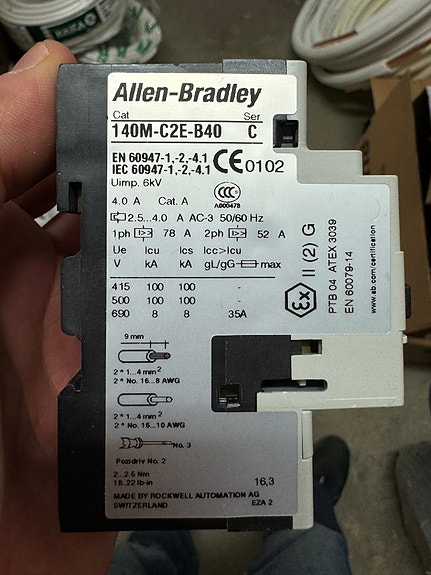 Allen-Bradley
Cat Ser
140M-C2E-B40 C
EN 60947-1,-2,-4.1
IEC 60947-1,-2,-4.1
CE 0102
Uimp. 6kV
CCC
4.0 A Cat. A
A000478
2.5...4.0 A AC-3 50/60 Hz
1ph I>> 78 A 2ph I>> 52 A
Ue Icu Ics Icc>Icu
V kA kA gL/gG max
415 100 100 -
500 100 100 -
690 8 8 35A
9 mm
2 * 1...4 mm²
2 * No. 16...8 AWG
2 * 1...4 mm²
2 * No. 16...10 AWG
No. 3
Pozidriv No. 2
2...2.5 Nm
18...22 lb-in
16,3
MADE BY ROCKWELL AUTOMATION AG
SWITZERLAND EZA 2
Ex II (2) G
PTB 04 ATEX 3039
EN 60079-14
www.ab.com/certification